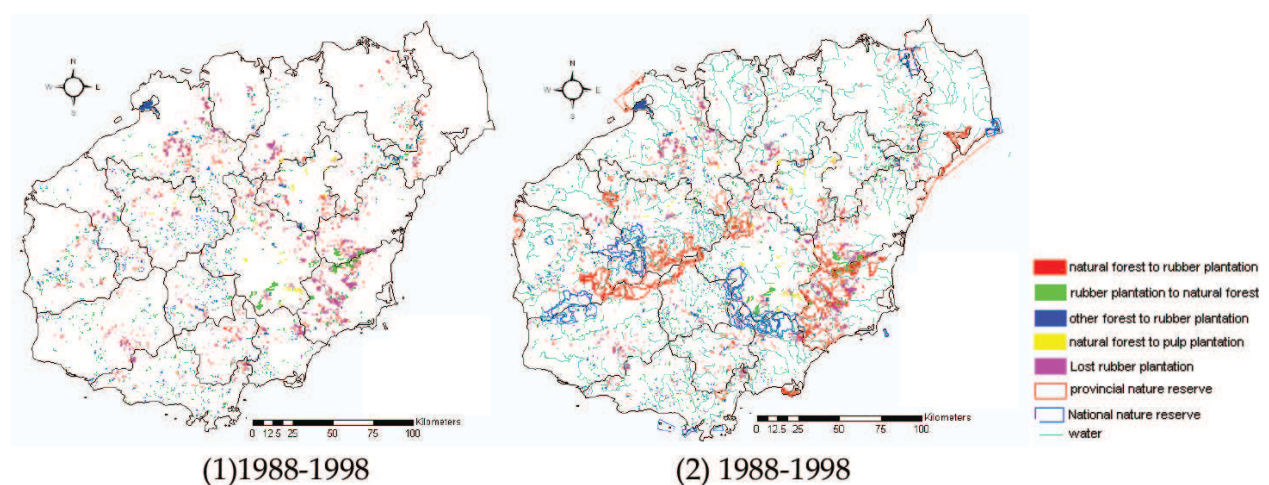 N
W E
S
Kilometers
0 12.5 25 50 75 100
(1)1988-1998
N
W E
S
Kilometers
0 12.5 25 50 75 100
(2) 1988-1998
natural forest to rubber plantation
rubber plantation to natural forest
other forest to rubber plantation
natural forest to pulp plantation
Lost rubber plantation
provincial nature reserve
National nature reserve
water